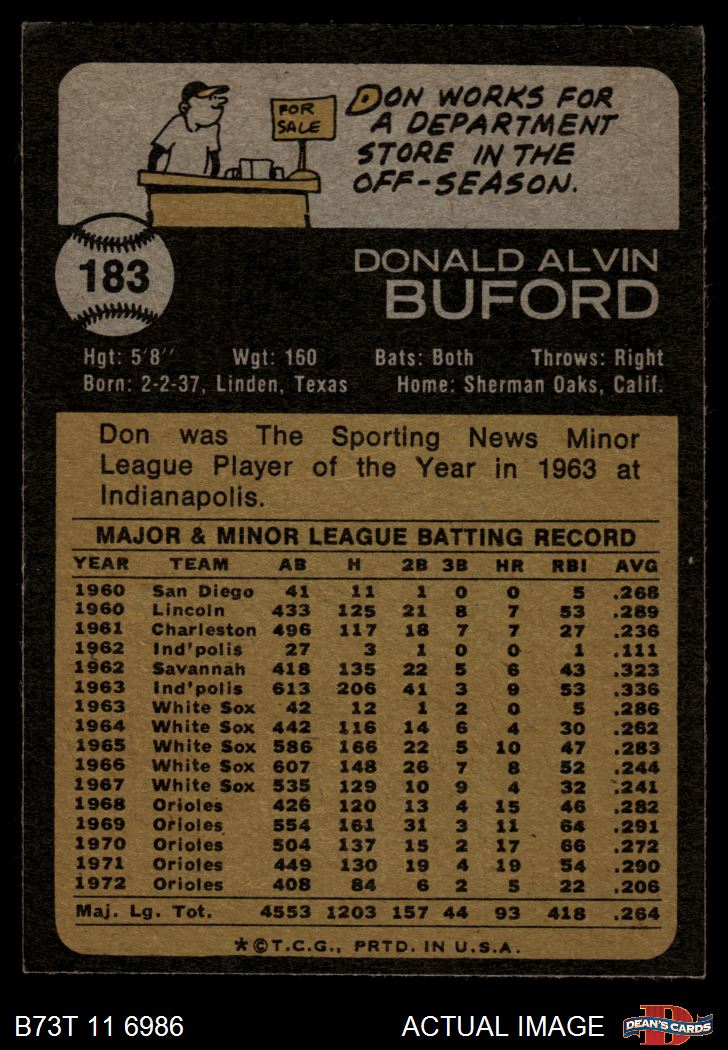 FOR
SALE
DON WORKS FOR
A DEPARTMENT
STORE IN THE
OFF-SEASON.
183
DONALD ALVIN
BUFORD
Hgt: 5'8" Wgt: 160 Bats: Both Throws: Right
Born: 2-2-37, Linden, Texas Home: Sherman Oaks, Calif.
Don was The Sporting News Minor
League Player of the Year in 1963 at
Indianapolis.
MAJOR & MINOR LEAGUE BATTING RECORD
YEAR TEAM AB H 2B 3B HR RBI AVG
1960 San Diego 41 11 1 0 0 5 .268
1960 Lincoln 433 125 21 8 7 53 .289
1961 Charleston 496 117 18 7 7 27 .236
1962 Ind'polis 27 3 1 0 0 1 .111
1962 Savannah 418 135 22 5 6 43 .323
1963 Ind'polis 613 206 41 3 9 53 .336
1963 White Sox 42 12 1 2 0 5 .286
1964 White Sox 442 116 14 6 4 30 .262
1965 White Sox 586 166 22 5 10 47 .283
1966 White Sox 607 148 26 7 8 52 .244
1967 White Sox 535 129 10 9 4 32 .241
1968 Orioles 426 120 13 4 15 46 .282
1969 Orioles 554 161 31 3 11 64 .291
1970 Orioles 504 137 15 2 17 66 .272
1971 Orioles 449 130 19 4 19 54 .290
1972 Orioles 408 84 6 2 5 22 .206
Maj. Lg. Tot. 4553 1203 157 44 93 418 .264
*©T.C.G., PRTD. IN U.S.A.
B73T 11 6986 ACTUAL IMAGE D DEAN'S CARDS